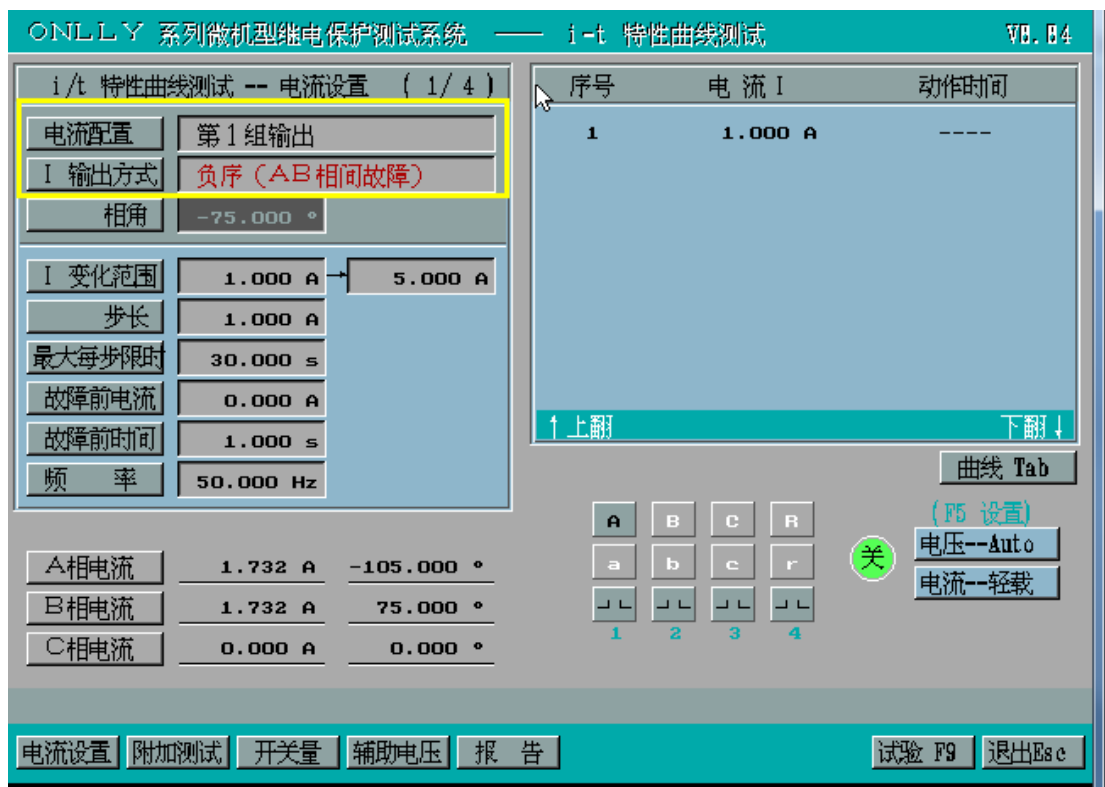 ONLLY 系列微机型继电保护测试系统 —— i-t 特性曲线测试 V8.84
i/t 特性曲线测试 -- 电流设置 ( 1/ 4 )
电流配置 第1组输出
I 输出方式 负序（AB相间故障）
相角 -75.000 °
I 变化范围 1.000 A → 5.000 A
步长 1.000 A
最大每步限时 30.000 s
故障前电流 0.000 A
故障前时间 1.000 s
频 率 50.000 Hz
A相电流 1.732 A -105.000 °
B相电流 1.732 A 75.000 °
C相电流 0.000 A 0.000 °
序号 电 流 I 动作时间
1 1.000 A ----
↑上翻 下翻↓
曲线 Tab
A B C R
a b c r
1 2 3 4
关
(F5 设置)
电压--Auto
电流--轻载
电流设置 附加测试 开关量 辅助电压 报 告 试验 F9 退出Esc